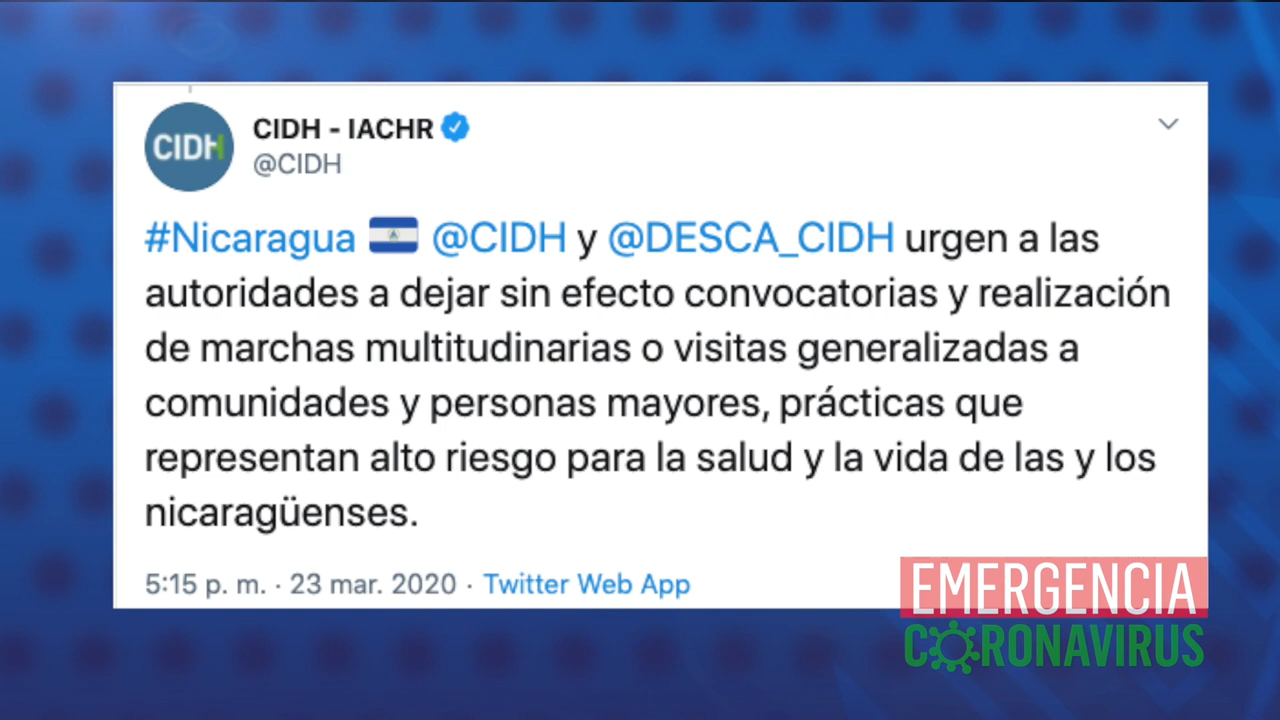 CIDH
CIDH - IACHR
@CIDH
#Nicaragua @CIDH y @DESCA_CIDH urgen a las
autoridades a dejar sin efecto convocatorias y realización
de marchas multitudinarias o visitas generalizadas a
comunidades y personas mayores, prácticas que
representan alto riesgo para la salud y la vida de las y los
nicaragüenses.
5:15 p. m. · 23 mar. 2020 · Twitter Web App
EMERGENCIA
CORONAVIRUS